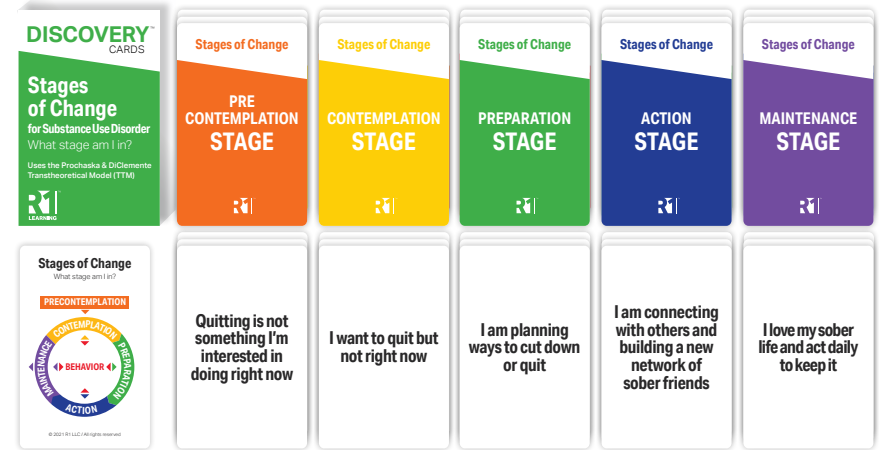 DISCOVERY™
CARDS
Stages
of Change
for Substance Use Disorder
What stage am I in?
Uses the Prochaska & DiClemente
Transtheoretical Model (TTM)
R1
LEARNING
Stages of Change
PRE
CONTEMPLATION
STAGE
R1
Stages of Change
CONTEMPLATION
STAGE
R1
Stages of Change
PREPARATION
STAGE
R1
Stages of Change
ACTION
STAGE
R1
Stages of Change
MAINTENANCE
STAGE
R1
Stages of Change
What stage am I in?
PRECONTEMPLATION
CONTEMPLATION
PREPARATION
ACTION
MAINTENANCE
BEHAVIOR
© 2021 R1 LLC / All rights reserved
Quitting is not
something I'm
interested in
doing right now
I want to quit but
not right now
I am planning
ways to cut down
or quit
I am connecting
with others and
building a new
network of
sober friends
I love my sober
life and act daily
to keep it